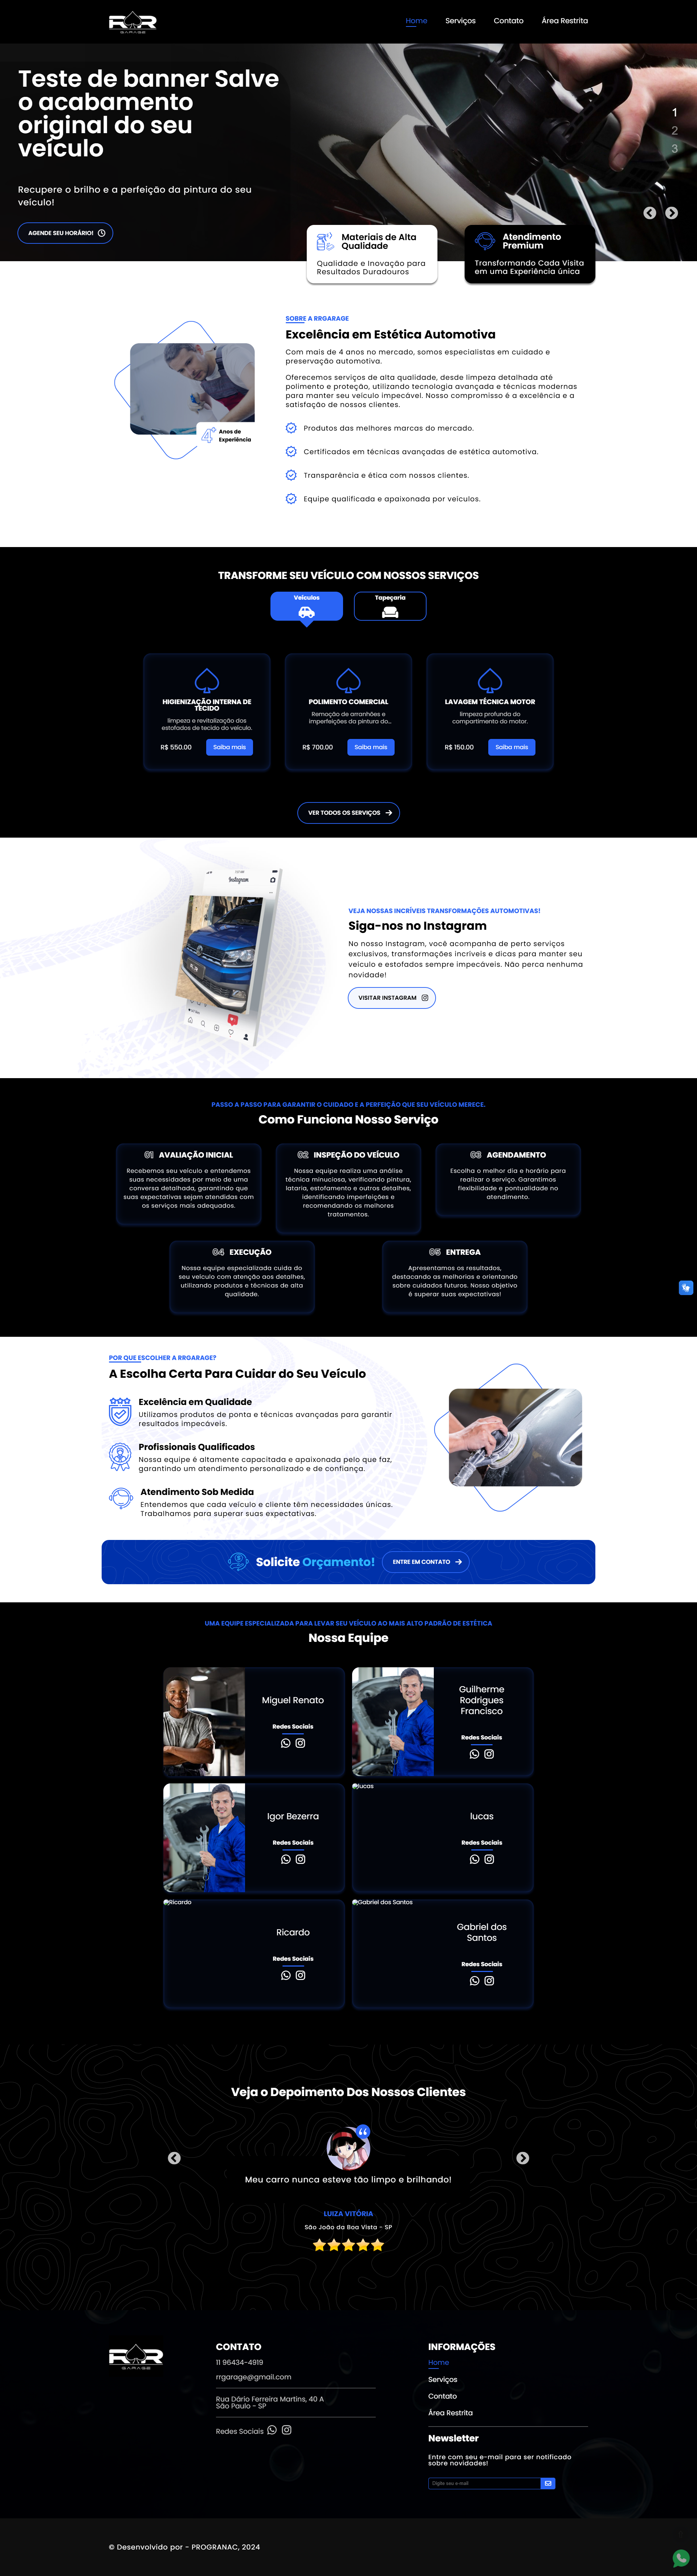 RR
GARAGE
Home
Serviços
Contato
Área Restrita
Teste de banner Salve
o acabamento
original do seu
veículo
Recupere o brilho e a perfeição da pintura do seu
veículo!
AGENDE SEU HORÁRIO!
1
2
3
Materiais de Alta
Qualidade
Qualidade e Inovação para
Resultados Duradouros
Atendimento
Premium
Transformando Cada Visita
em uma Experiência única
SOBRE A RRGARAGE
Excelência em Estética Automotiva
Com mais de 4 anos no mercado, somos especialistas em cuidado e
preservação automotiva.
Oferecemos serviços de alta qualidade, desde limpeza detalhada até
polimento e proteção, utilizando tecnologia avançada e técnicas modernas
para manter seu veículo impecável. Nosso compromisso é a excelência e a
satisfação de nossos clientes.
4
Anos de
Experiência
Produtos das melhores marcas do mercado.
Certificados em técnicas avançadas de estética automotiva.
Transparência e ética com nossos clientes.
Equipe qualificada e apaixonada por veículos.
TRANSFORME SEU VEÍCULO COM NOSSOS SERVIÇOS
Veículos
Tapeçaria
HIGIENIZAÇÃO INTERNA DE
TECIDO
limpeza e revitalização dos
estofados de tecido do veículo.
R$ 550.00
Saiba mais
POLIMENTO COMERCIAL
Remoção de arranhões e
imperfeições da pintura do...
R$ 700.00
Saiba mais
LAVAGEM TÉCNICA MOTOR
limpeza profunda do
compartimento do motor.
R$ 150.00
Saiba mais
VER TODOS OS SERVIÇOS
Instagram
VEJA NOSSAS INCRÍVEIS TRANSFORMAÇÕES AUTOMOTIVAS!
Siga-nos no Instagram
No nosso Instagram, você acompanha de perto serviços
exclusivos, transformações incríveis e dicas para manter seu
veículo e estofados sempre impecáveis. Não perca nenhuma
novidade!
VISITAR INSTAGRAM
PASSO A PASSO PARA GARANTIR O CUIDADO E A PERFEIÇÃO QUE SEU VEÍCULO MERECE.
Como Funciona Nosso Serviço
01 AVALIAÇÃO INICIAL
Recebemos seu veículo e entendemos
suas necessidades por meio de uma
conversa detalhada, garantindo que
suas expectativas sejam atendidas com
os serviços mais adequados.
02 INSPEÇÃO DO VEÍCULO
Nossa equipe realiza uma análise
técnica minuciosa, verificando pintura,
lataria, estofamento e outros detalhes,
identificando imperfeições e
recomendando os melhores
tratamentos.
03 AGENDAMENTO
Escolha o melhor dia e horário para
realizar o serviço. Garantimos
flexibilidade e pontualidade no
atendimento.
04 EXECUÇÃO
Nossa equipe especializada cuida do
seu veículo com atenção aos detalhes,
utilizando produtos e técnicas de alta
qualidade.
05 ENTREGA
Apresentamos os resultados,
destacando as melhorias e orientando
sobre cuidados futuros. Nosso objetivo
é superar suas expectativas!
POR QUE ESCOLHER A RRGARAGE?
A Escolha Certa Para Cuidar do Seu Veículo
Excelência em Qualidade
Utilizamos produtos de ponta e técnicas avançadas para garantir
resultados impecáveis.
Profissionais Qualificados
Nossa equipe é altamente capacitada e apaixonada pelo que faz,
garantindo um atendimento personalizado e de confiança.
Atendimento Sob Medida
Entendemos que cada veículo e cliente têm necessidades únicas.
Trabalhamos para superar suas expectativas.
Solicite Orçamento!
ENTRE EM CONTATO
UMA EQUIPE ESPECIALIZADA PARA LEVAR SEU VEÍCULO AO MAIS ALTO PADRÃO DE ESTÉTICA
Nossa Equipe
Miguel Renato
Redes Sociais
Guilherme
Rodrigues
Francisco
Redes Sociais
Igor Bezerra
Redes Sociais
lucas
lucas
Redes Sociais
Ricardo
Ricardo
Redes Sociais
Gabriel dos Santos
Gabriel dos
Santos
Redes Sociais
Veja o Depoimento Dos Nossos Clientes
Meu carro nunca esteve tão limpo e brilhando!
LUIZA VITÓRIA
São João da Boa Vista - SP
RR
GARAGE
CONTATO
11 96434-4919
rrgarage@gmail.com
Rua Dário Ferreira Martins, 40 A
São Paulo - SP
Redes Sociais
INFORMAÇÕES
Home
Serviços
Contato
Área Restrita
Newsletter
Entre com seu e-mail para ser notificado
sobre novidades!
Digite seu e-mail
© Desenvolvido por - PROGRANAC, 2024